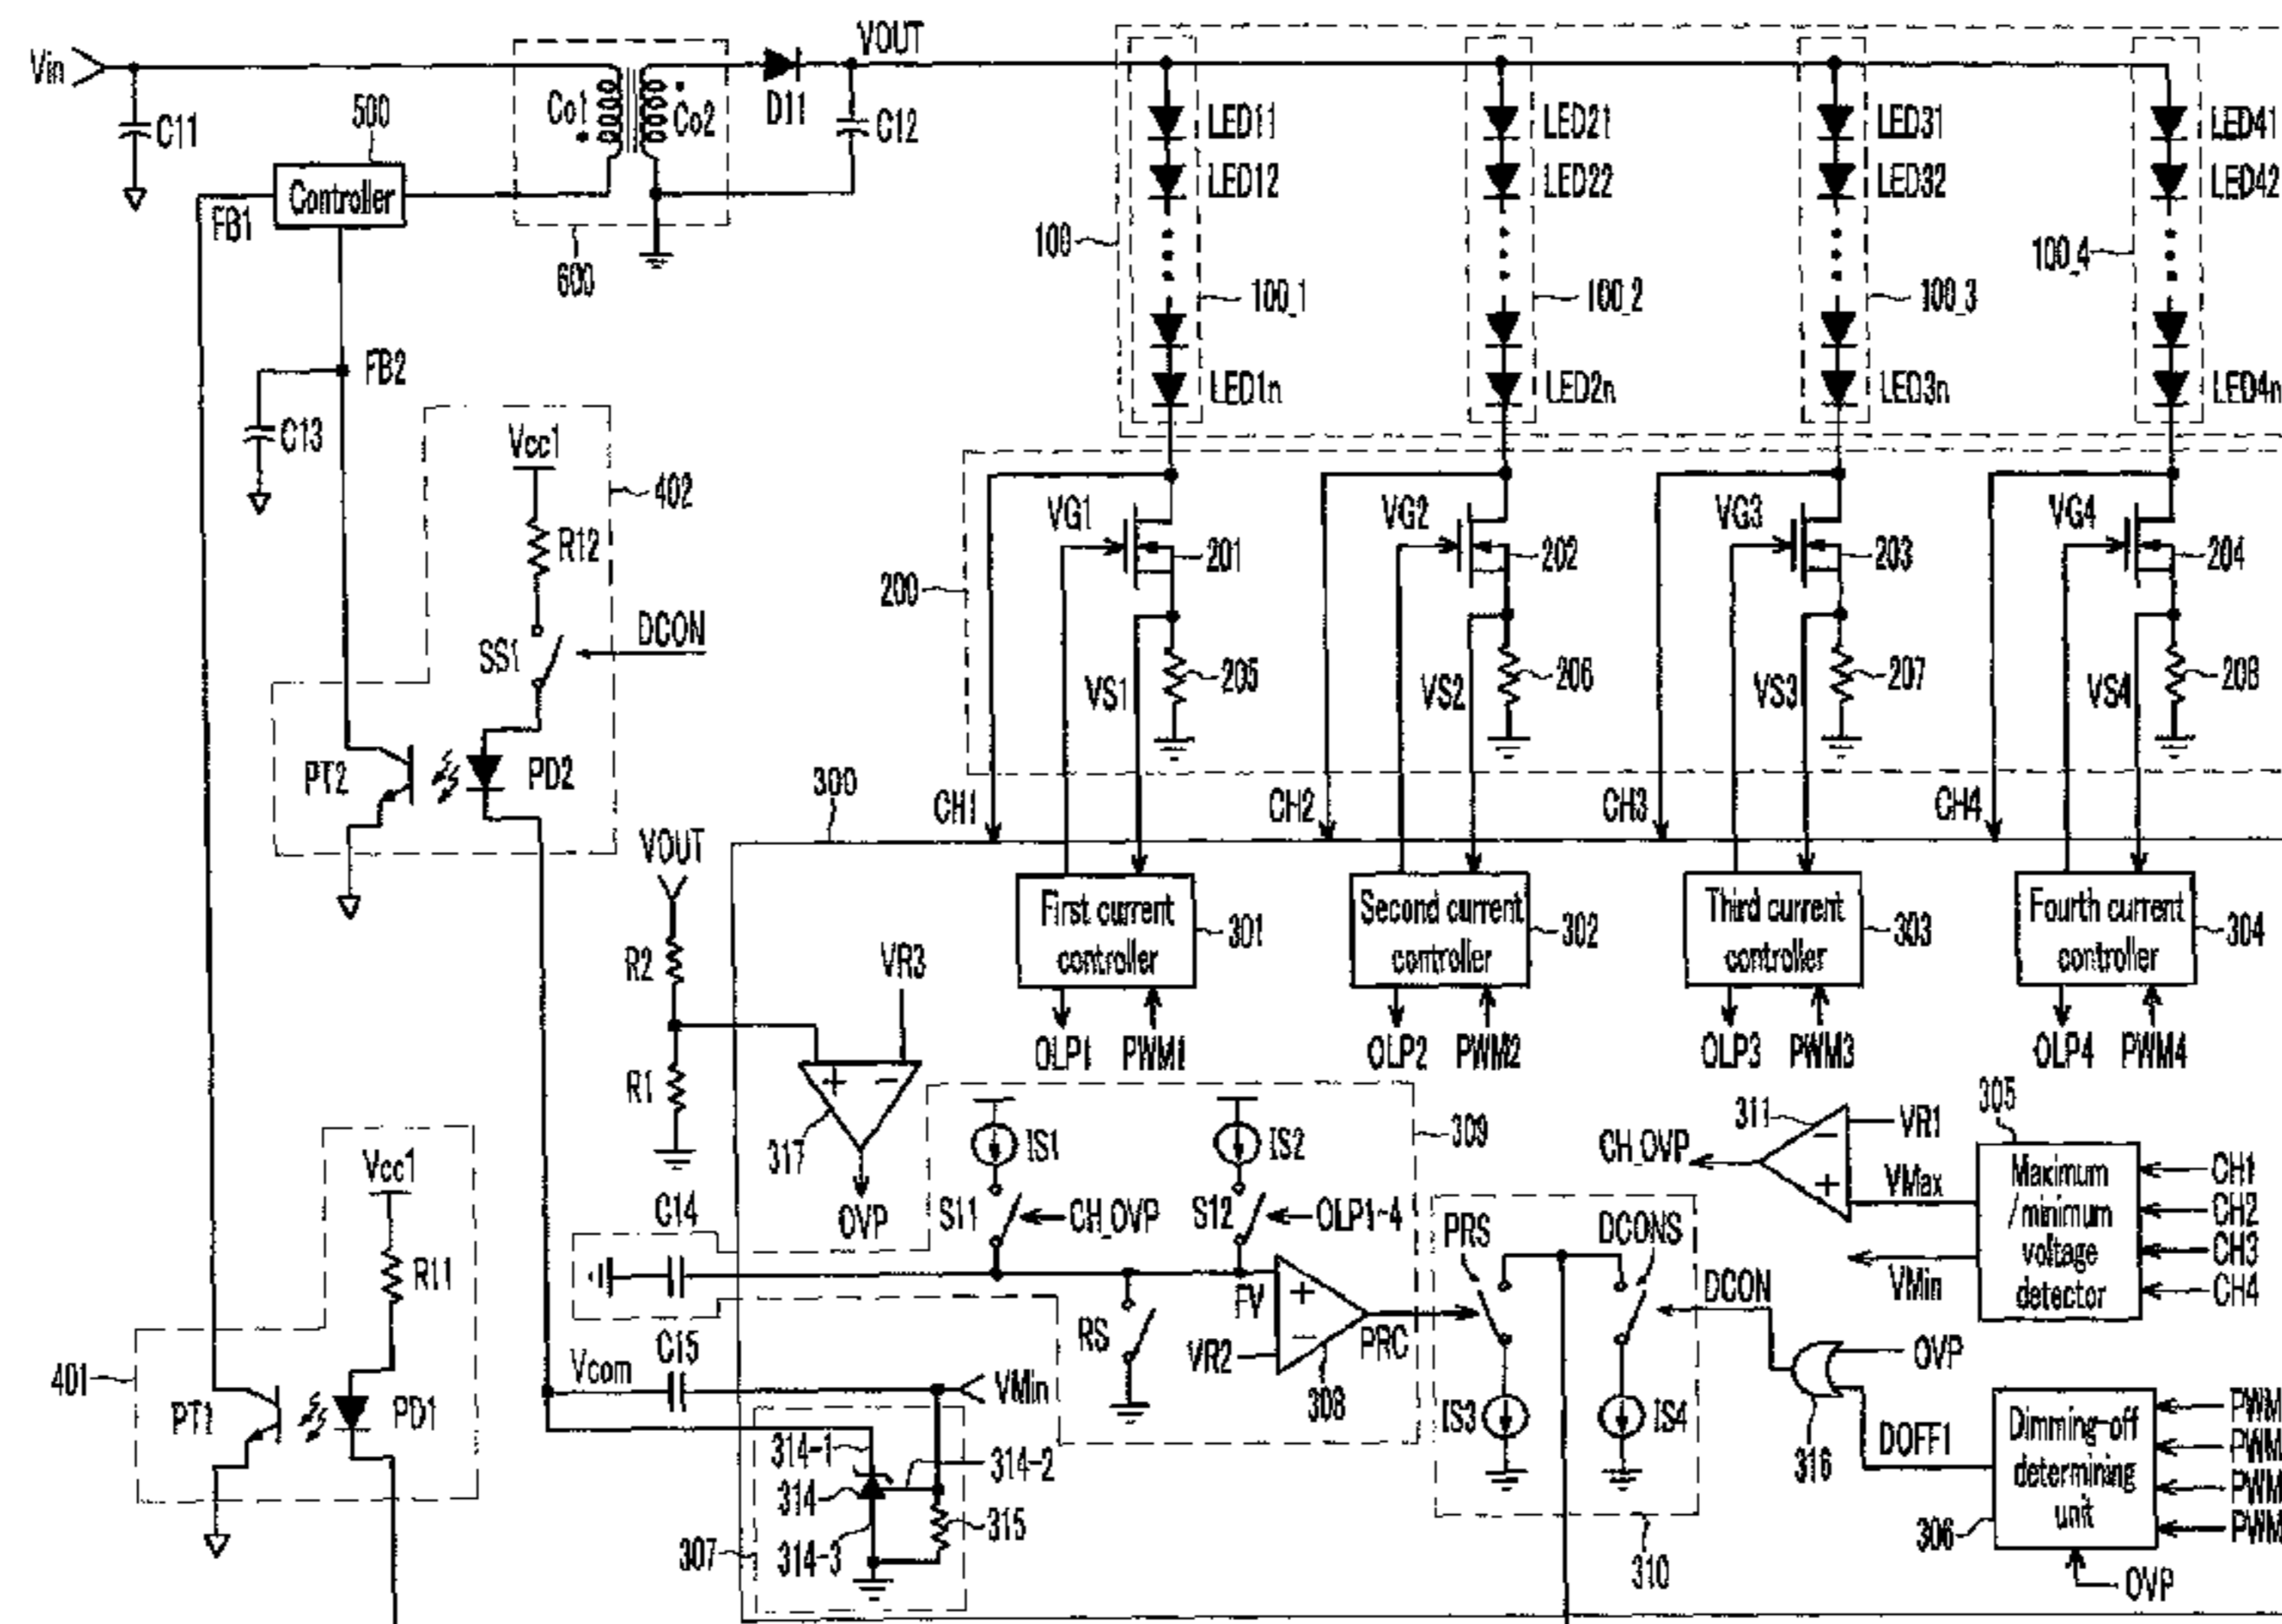 Vin
C11
500
Controller
FB1
Co1
Co2
600
D11
VOUT
C12
100
LED11
LED12
LED1n
100_1
LED21
LED22
LED2n
100_2
LED31
LED32
LED3n
100_3
LED41
LED42
LED4n
100_4
FB2
C13
Vcc1
R12
402
SS1
DCON
PT2
PD2
200
VG1
201
VS1
205
VG2
202
VS2
206
VG3
203
VS3
207
VG4
204
VS4
208
300
CH1
CH2
CH3
CH4
First current
controller
301
Second current
controller
302
Third current
controller
303
Fourth current
controller
304
OLP1
PWM1
OLP2
PWM2
OLP3
PWM3
OLP4
PWM4
VOUT
R2
R1
VR3
+
−
317
OVP
IS1
IS2
309
S11
CH_OVP
S12
OLP1~4
C14
RS
FV
VR2
+
−
308
PRC
311
VR1
−
+
CH_OVP
VMax
VMin
305
Maximum
/minimum
voltage
detector
CH1
CH2
CH3
CH4
PRS
DCONS
DCON
IS3
IS4
310
OVP
316
DOFF1
Dimming-off
determining
unit
306
PWM
PWM
PWM
PWM
OVP
Vcc1
R11
401
PT1
PD1
Vcom
C15
VMin
314-1
314-2
314
314-3
315
307